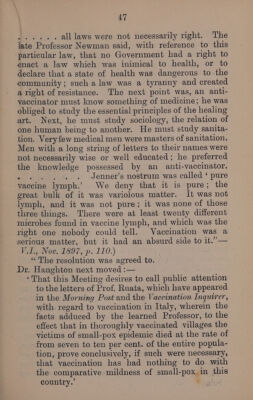 47
. . . . . . all laws were not necessarily right. The
late Professor Newman said, with reference to this
particular law, that no Government had a right to
enact a law which was inimical to health, or to
declare that a state of health was dangerous to the
community; such a law was a tyranny and created
a right of resistance. The next point was, an anti-
vaccinator must know something of medicine; he was
obliged to study the essential principles of the healing
art. Next, he must study sociology, the relation of
one human being to another. He must study sanita-
tion. Very few medical men were masters of sanitation.
Men with a long string of letters to their names were
not necessarily wise or well educated; he preferred
the knowledge possessed by an anti-vaccinator.
. . . . . . . Jenner's nostrum was called 'pure
vaccine lymph.' We deny that it is pure; the
great bulk of it was varioloious matter. It was not
lymph, and it was not pure: it was none of those
three things. There were at least twenty different
microbes found in vaccine lymph, and which was the
right one nobody could tell. Vaccination was a
serious matter, but it had an absurd side to it."—
V.I., Nov. 1897, p. 110.)
"The resolution was agreed to.
Dr. Hanghton next moved:—
'That this Meeting desires to call public attention
to the letters of Prof. Ruata, which have appeared
in the Morning Post and the Vaccination Inquirer,
with regard to vaccination in Italy, wherein the
facts adduced by the learned Professor, to the
effect that in thoroughly vaccinated villages the
victims of small-pox epidemic died at the rate of
from seven to ten per cent. of the entire popula-
tion, prove conclusively, if such were necessary,
that vaccination has had nothing to do with
the comparative mildness of small-pox in this
country.'